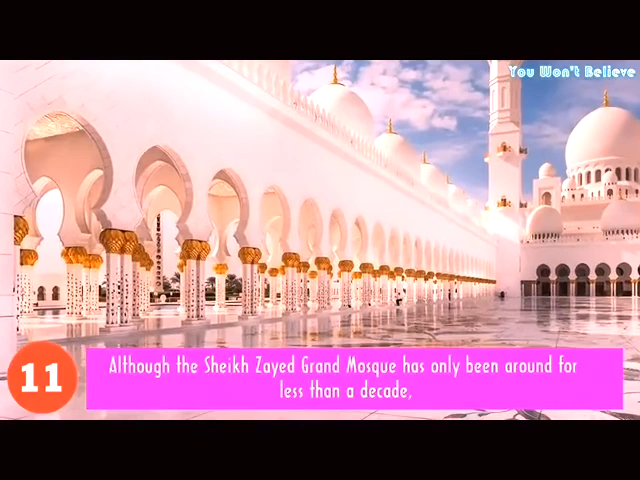 You Won't Believe
11
Although the Sheikh Zayed Grand Mosque has only been around for
less than a decade,